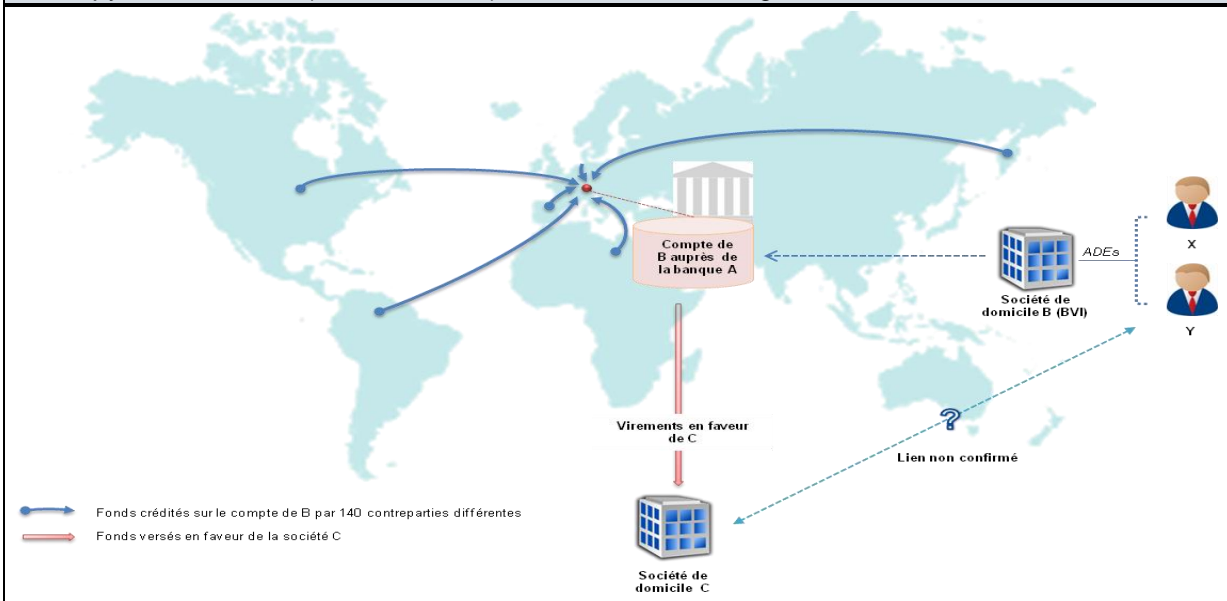 Compte de
B auprès de
la banque A
ADEs
X
Y
Société de
domicile B (BVI)
Virements en faveur
de C
?
Lien non confirmé
Fonds crédités sur le compte de B par 140 contreparties différentes
Fonds versés en faveur de la société C
Société de
domicile C